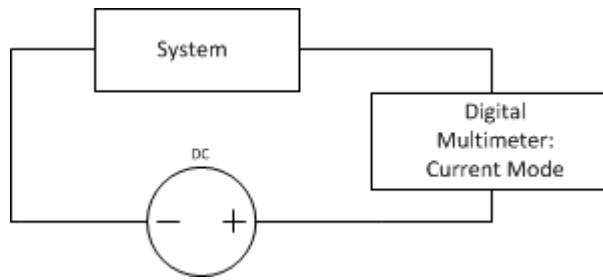 System
Digital
Multimeter:
Current Mode
DC
− +